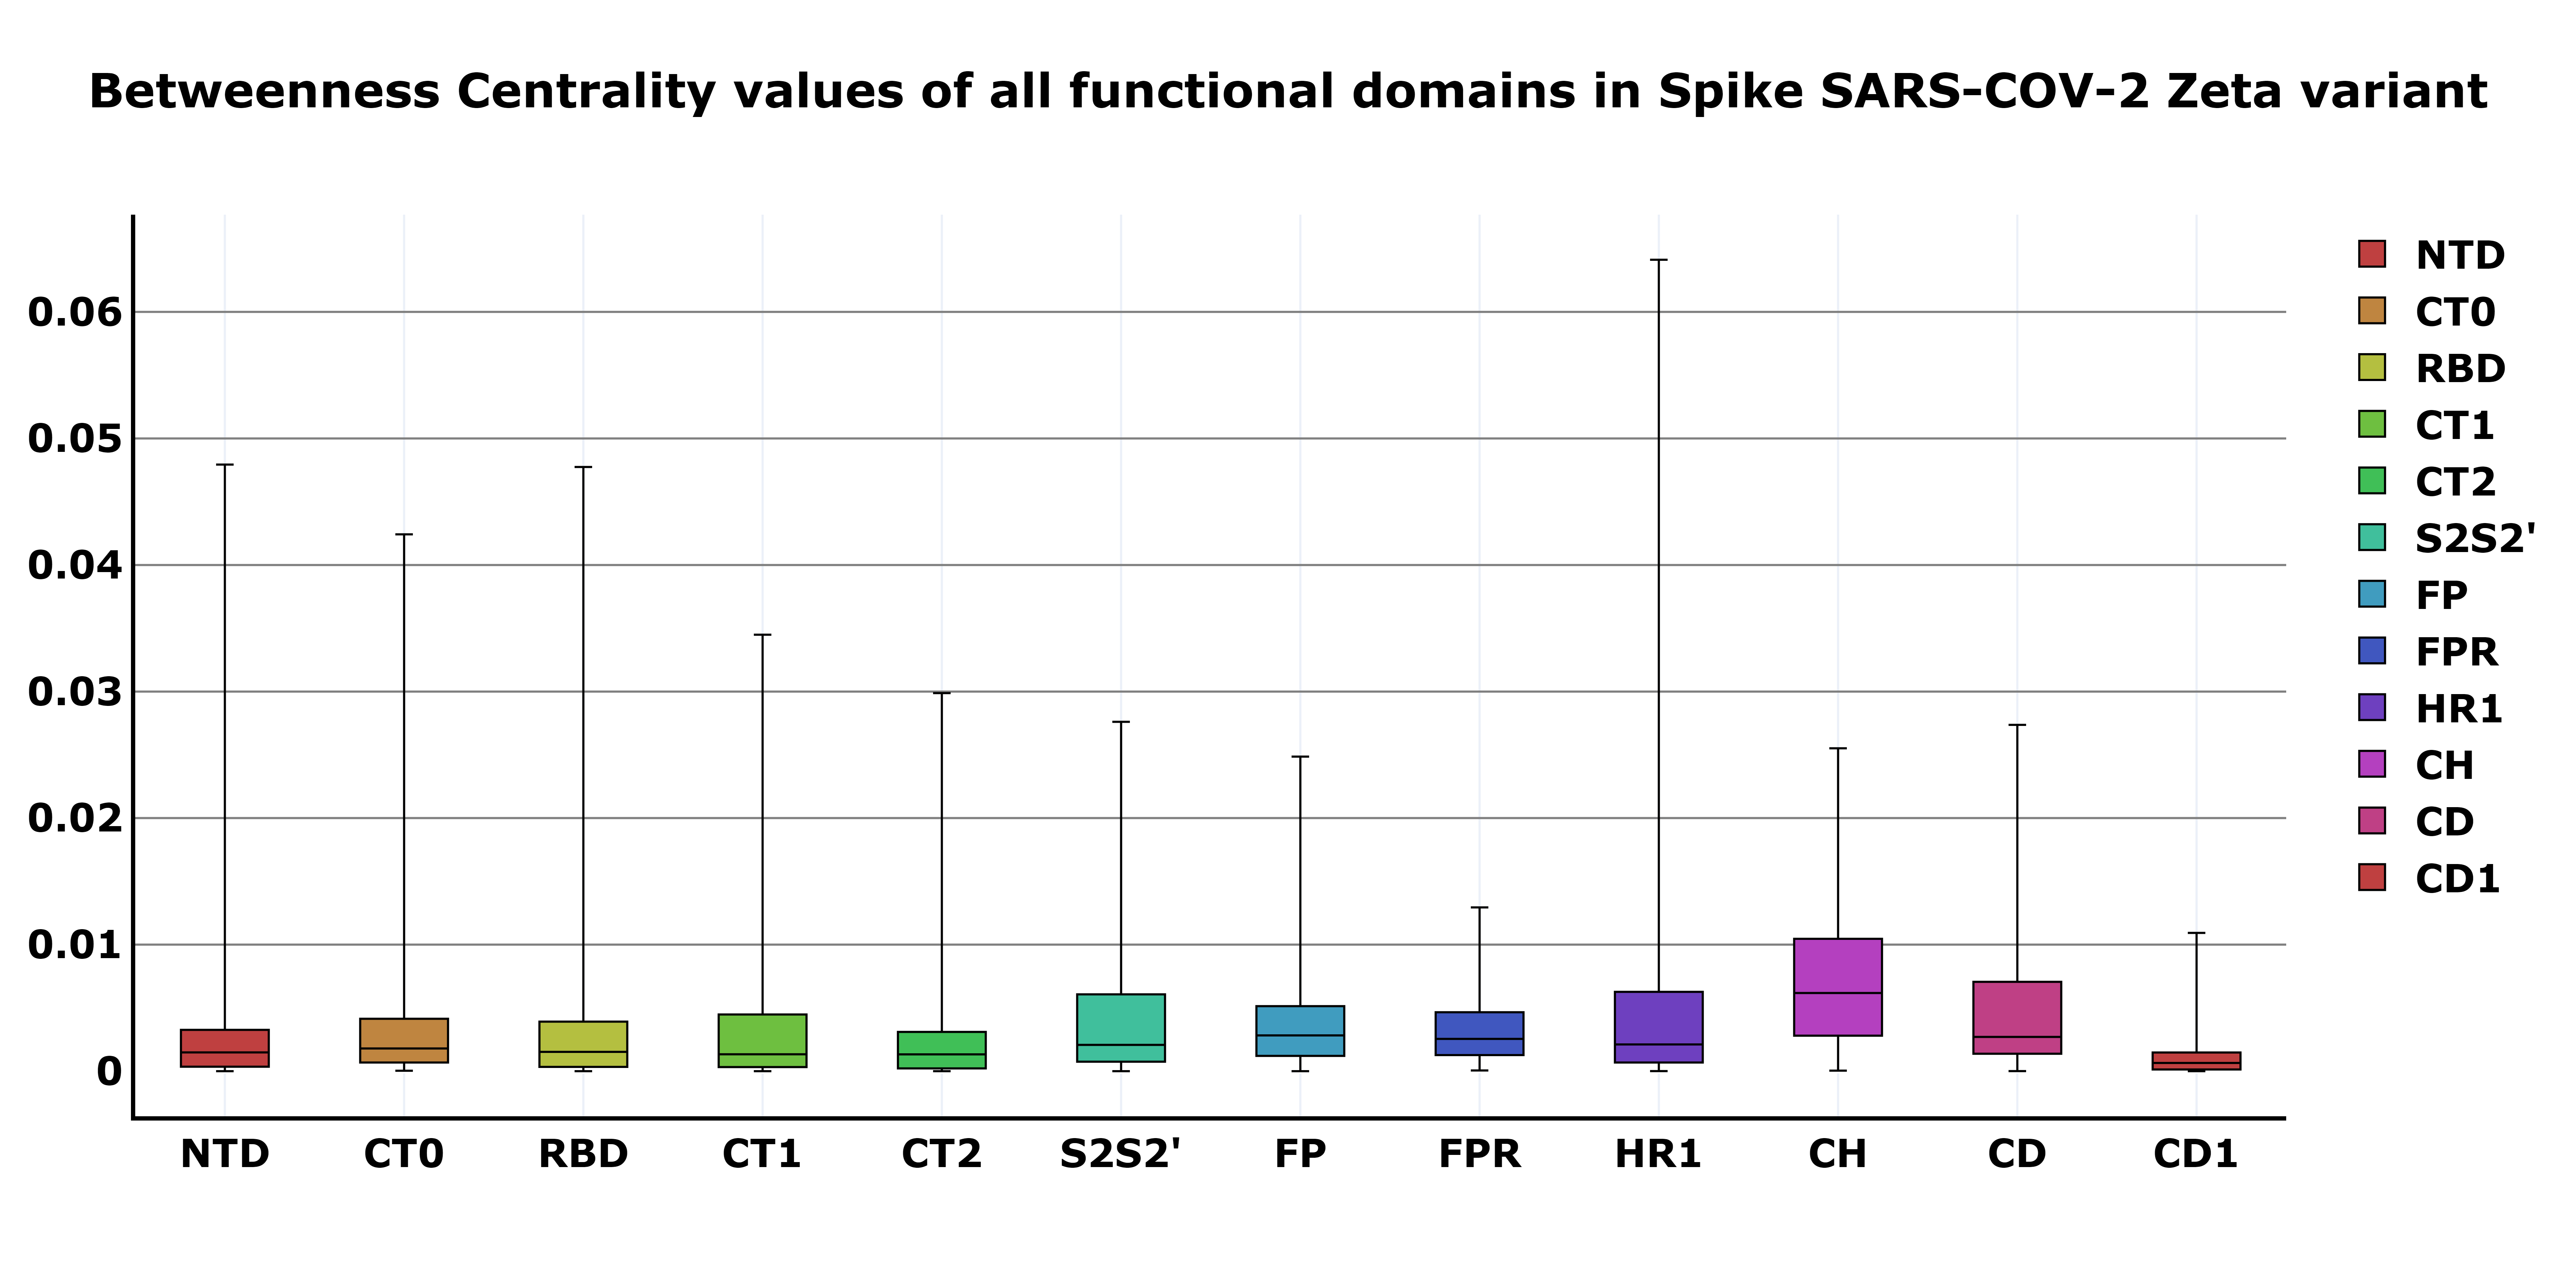 Betweenness Centrality values of all functional domains in Spike SARS-COV-2 Zeta variant
0.06
0.05
0.04
0.03
0.02
0.01
0
NTD CT0 RBD CT1 CT2 S2S2' FP FPR HR1 CH CD CD1
NTD
CT0
RBD
CT1
CT2
S2S2'
FP
FPR
HR1
CH
CD
CD1